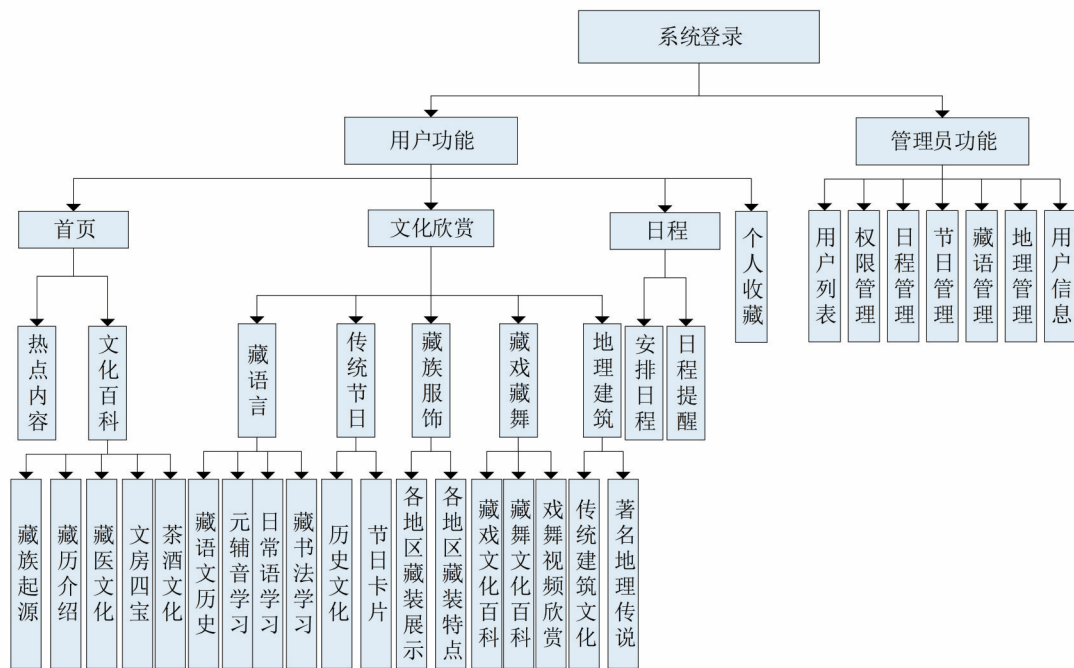 系统登录
用户功能
管理员功能
首页
文化欣赏
日程
个人收藏
用户列表
权限管理
日程管理
节日管理
藏语管理
地理管理
用户信息
热点内容
文化百科
藏语言
传统节日
藏族服饰
藏戏藏舞
地理建筑
安排日程
日程提醒
藏族起源
藏历介绍
藏医文化
文房四宝
茶酒文化
藏语文历史
元辅音学习
日常语学习
藏书法学习
历史文化
节日卡片
各地区藏装展示
各地区藏装特点
藏戏文化百科
藏舞文化百科
戏舞视频欣赏
传统建筑文化
著名地理传说